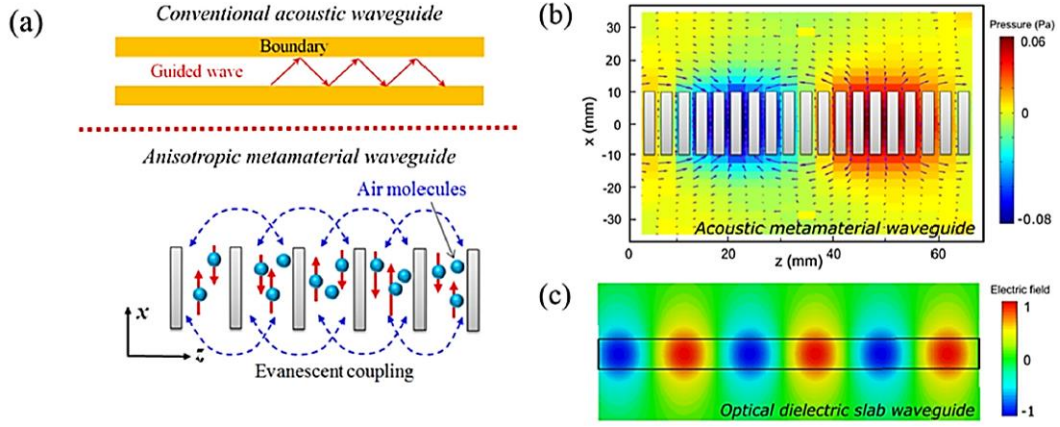 (a)
Conventional acoustic waveguide
Boundary
Guided wave
Anisotropic metamaterial waveguide
Air molecules
x
z
Evanescent coupling
(b)
Pressure (Pa)
0.06
0
-0.08
30
20
10
0
-10
-20
-30
x (mm)
0 20 40 60
z (mm)
Acoustic metamaterial waveguide
(c)
Electric field
1
0
-1
Optical dielectric slab waveguide